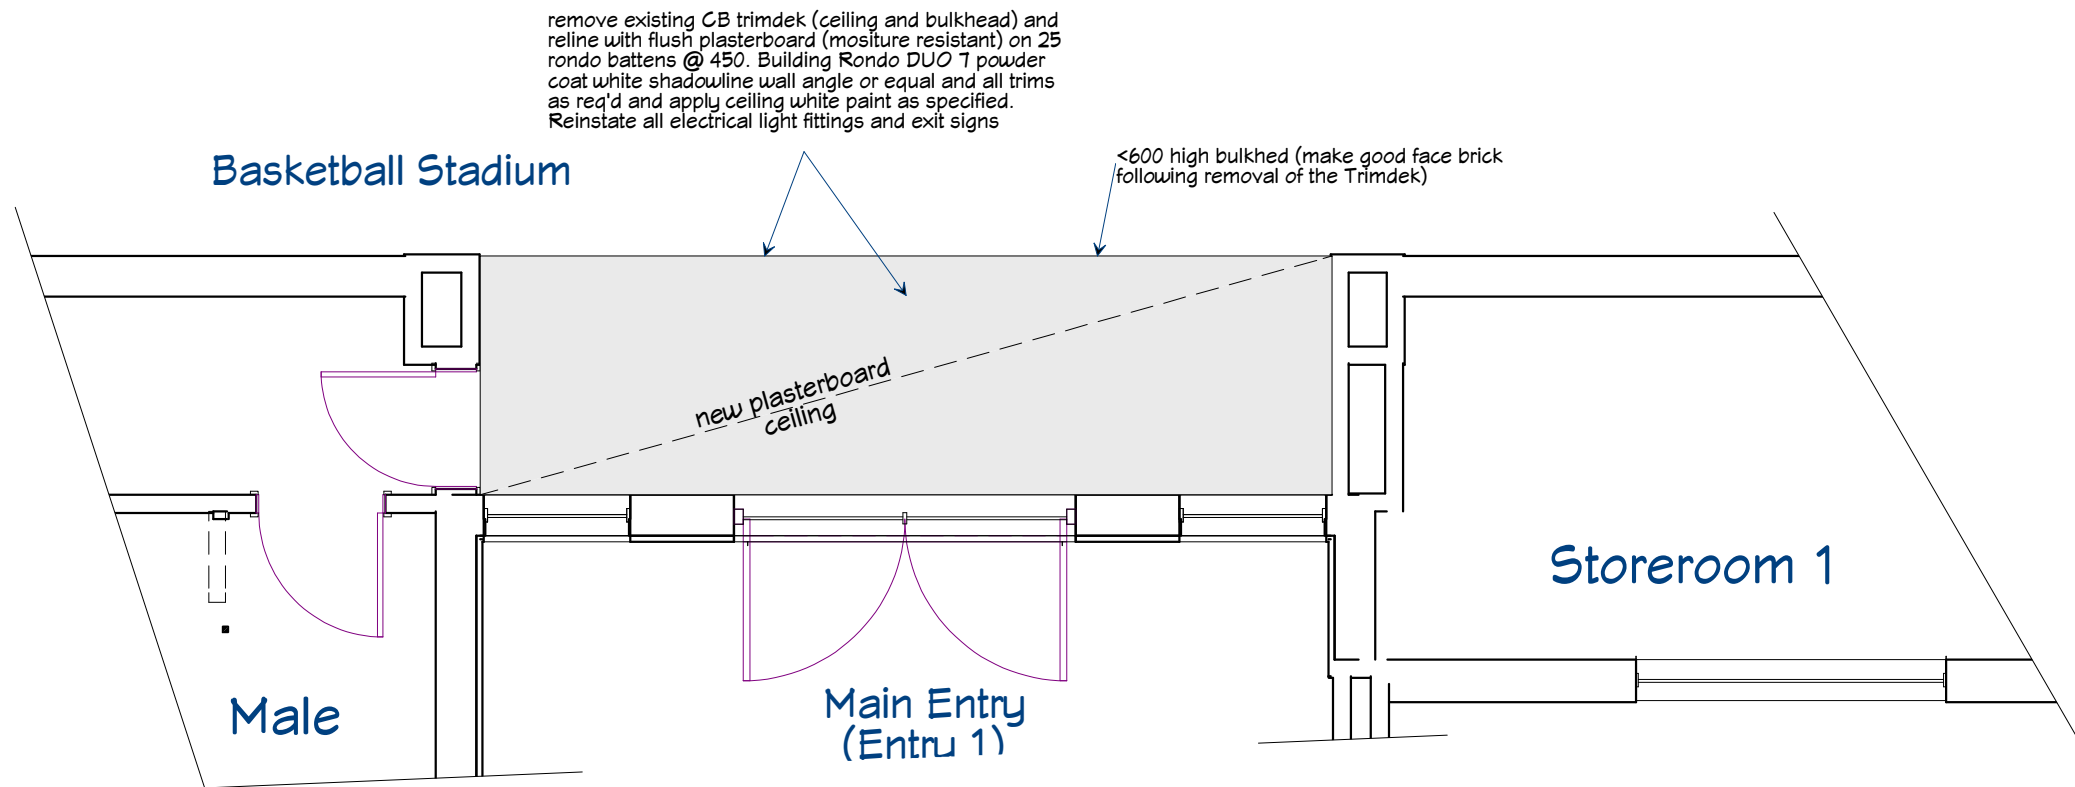 remove existing CB trimdek (ceiling and bulkhead) and
reline with flush plasterboard (mositure resistant) on 25
rondo battens @ 450. Building Rondo DUO 7 powder
coat white shadowline wall angle or equal and all trims
as req'd and apply ceiling white paint as specified.
Reinstate all electrical light fittings and exit signs
<600 high bulkhed (make good face brick
following removal of the Trimdek)
Basketball Stadium
new plasterboard
ceiling
Storeroom 1
Male
Main Entry
(Entry 1)